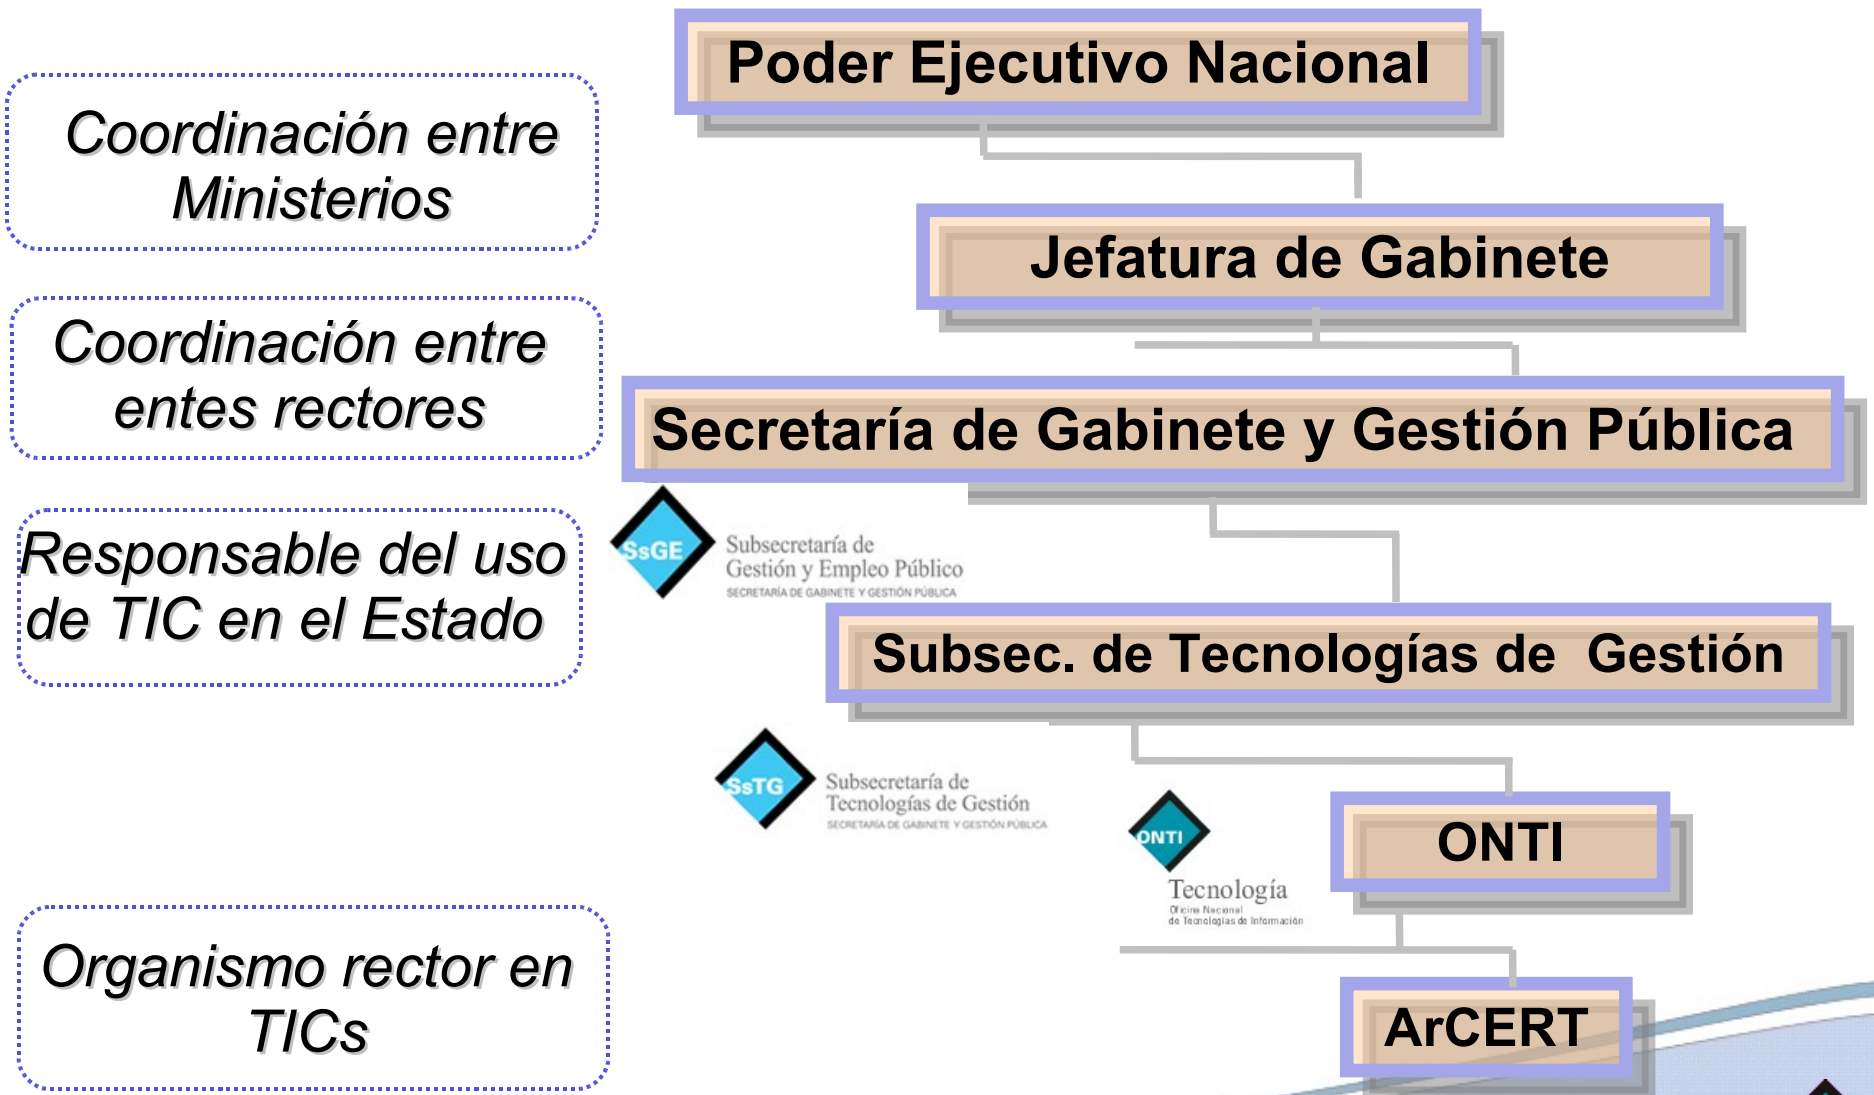 Poder Ejecutivo Nacional
Coordinación entre
Ministerios
Jefatura de Gabinete
Coordinación entre
entes rectores
Secretaría de Gabinete y Gestión Pública
Responsable del uso
de TIC en el Estado
SsGE
Subsecretaría de
Gestión y Empleo Público
SECRETARÍA DE GABINETE Y GESTIÓN PÚBLICA
Subsec. de Tecnologías de Gestión
SsTG
Subsecretaría de
Tecnologías de Gestión
SECRETARÍA DE GABINETE Y GESTIÓN PÚBLICA
ONTI
Tecnología
Oficina Nacional
de Tecnologías de Información
ONTI
Organismo rector en
TICs
ArCERT